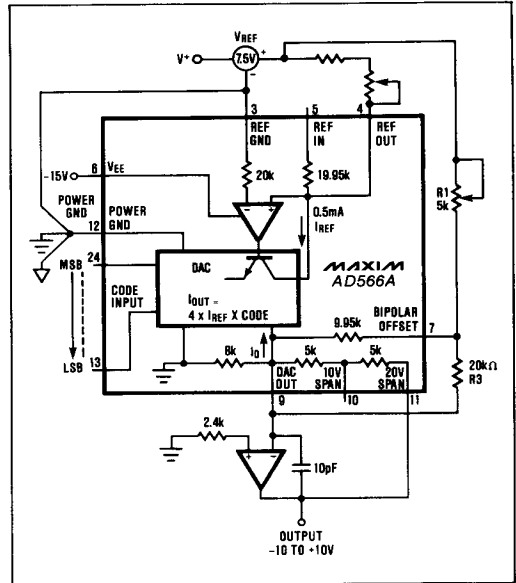 VREF
V+
7.5V
+
−
3
5
4
REF GND
REF IN
REF OUT
-15V
6
VEE
20k
19.95k
R1
5k
POWER GND
POWER GND
12
− +
0.5mA
IREF
24
MSB
DAC
MAXIM
AD566A
CODE INPUT
IOUT =
4 x IREF X CODE
BIPOLAR OFFSET
7
9.95k
13
LSB
8k
IO
5k
5k
DAC OUT
10V SPAN
20V SPAN
20kΩ
R3
9
10
11
2.4k
+ −
10pF
OUTPUT
-10 TO +10V